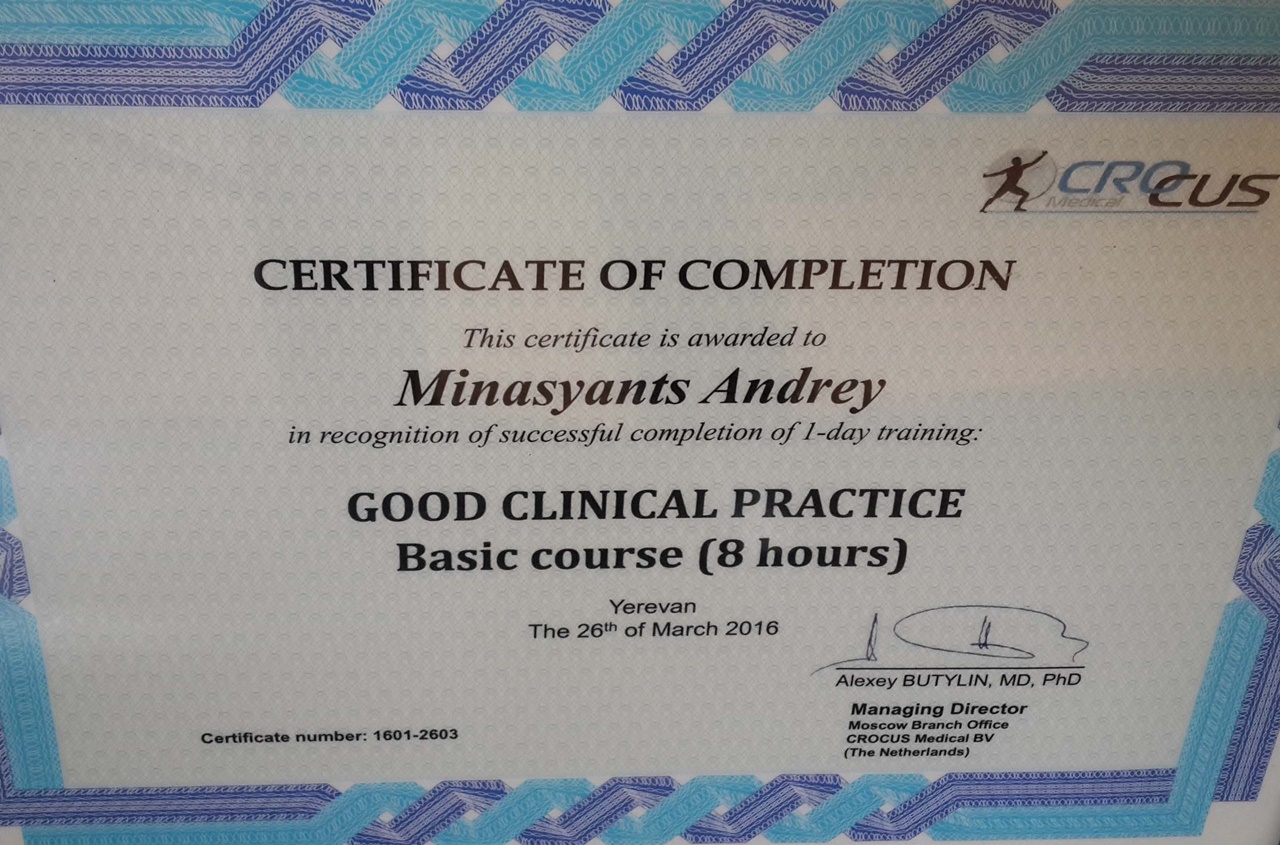 CROCUS
Medical
CERTIFICATE OF COMPLETION
This certificate is awarded to
Minasyants Andrey
in recognition of successful completion of 1-day training:
GOOD CLINICAL PRACTICE
Basic course (8 hours)
Yerevan
The 26th of March 2016
Alexey BUTYLIN, MD, PhD
Managing Director
Moscow Branch Office
CROCUS Medical BV
(The Netherlands)
Certificate number: 1601-2603